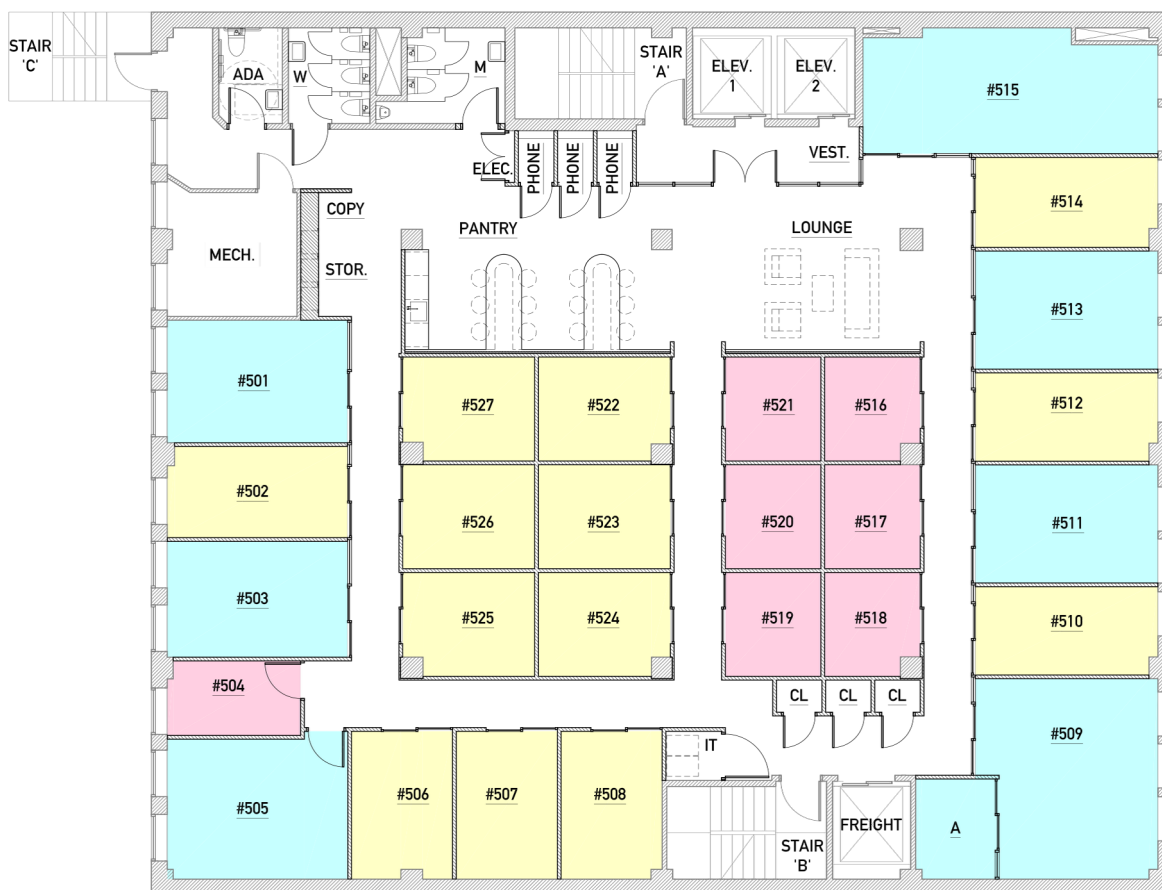 STAIR
'C'
ADA
W
M
STAIR
'A'
ELEV.
1
ELEV.
2
#515
ELEC.
PHONE
PHONE
PHONE
VEST.
COPY
PANTRY
LOUNGE
#514
MECH.
STOR.
#513
#501
#527
#522
#521
#516
#512
#502
#526
#523
#520
#517
#511
#503
#525
#524
#519
#518
#510
#504
CL
CL
CL
#505
#506
#507
#508
IT
#509
STAIR
'B'
FREIGHT
A